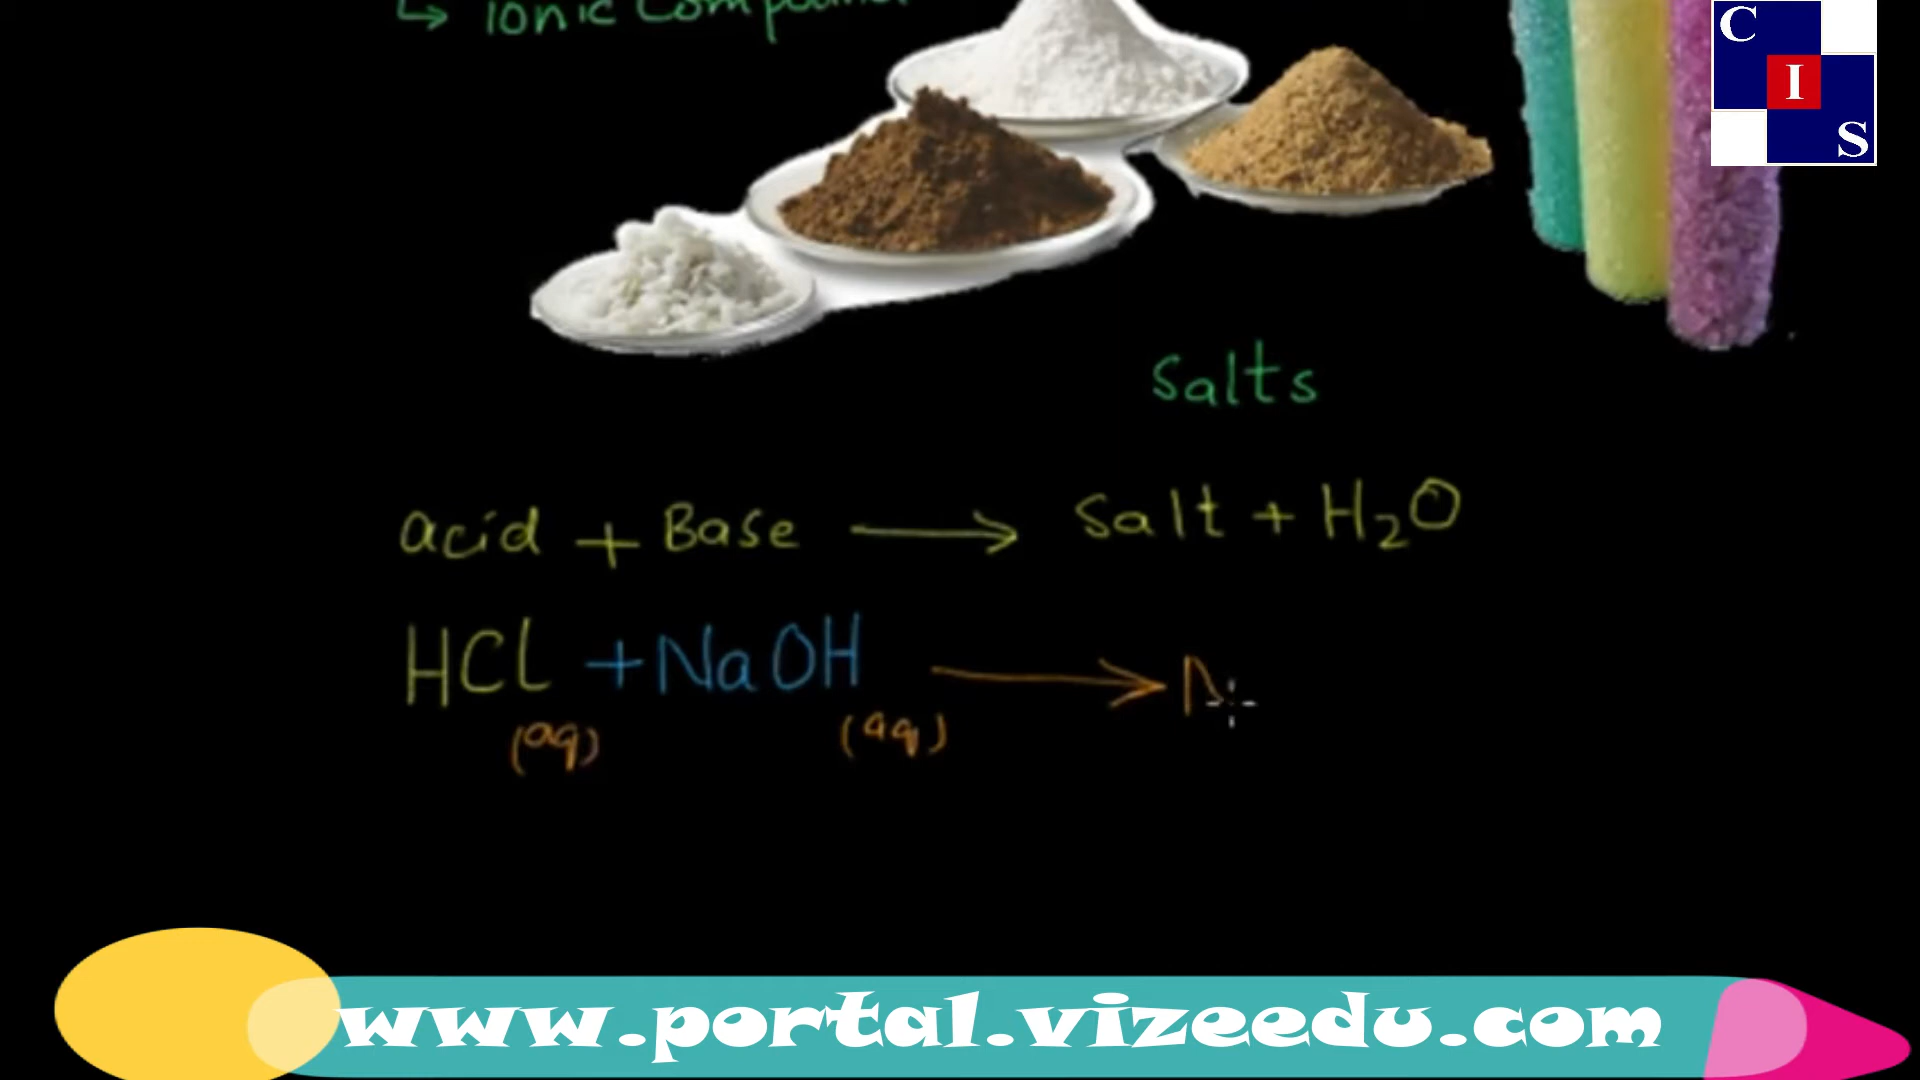 ↳ Ionic Compound
C
I
S
Salts
acid + Base → Salt + H₂O
HCl + NaOH → N
(aq) (aq)
www.portal.vizeedu.com